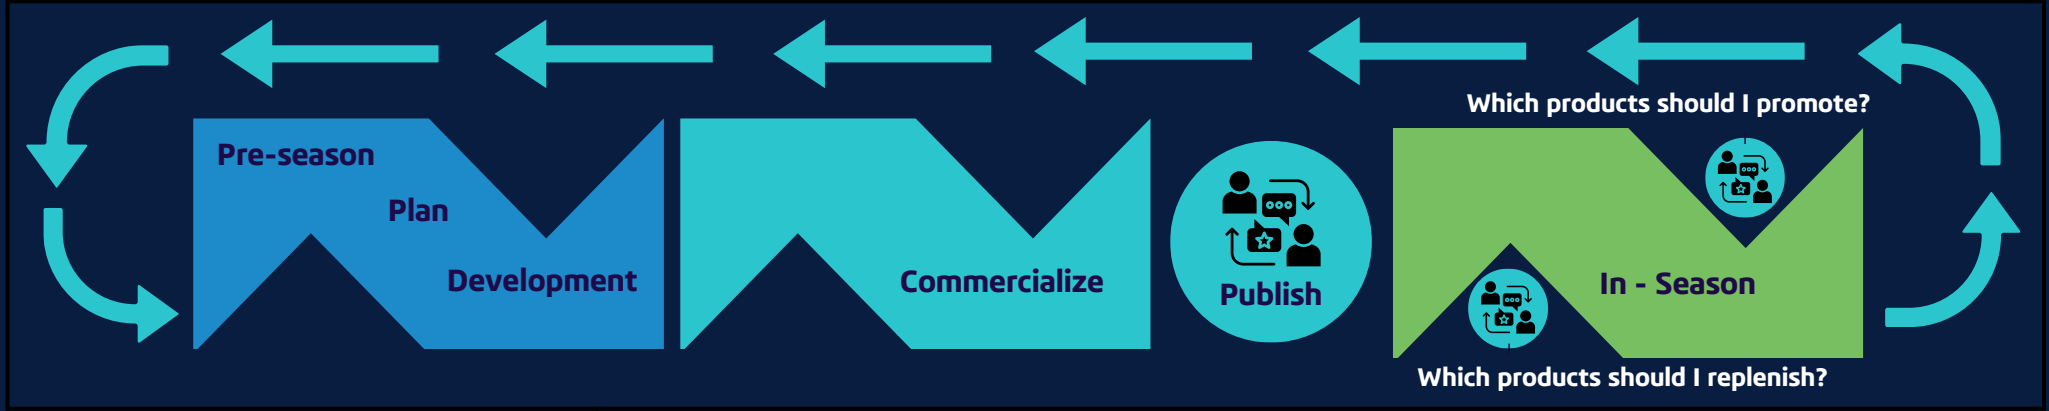 Which products should I promote?
Pre-season
Plan
Development
Commercialize
Publish
In - Season
Which products should I replenish?